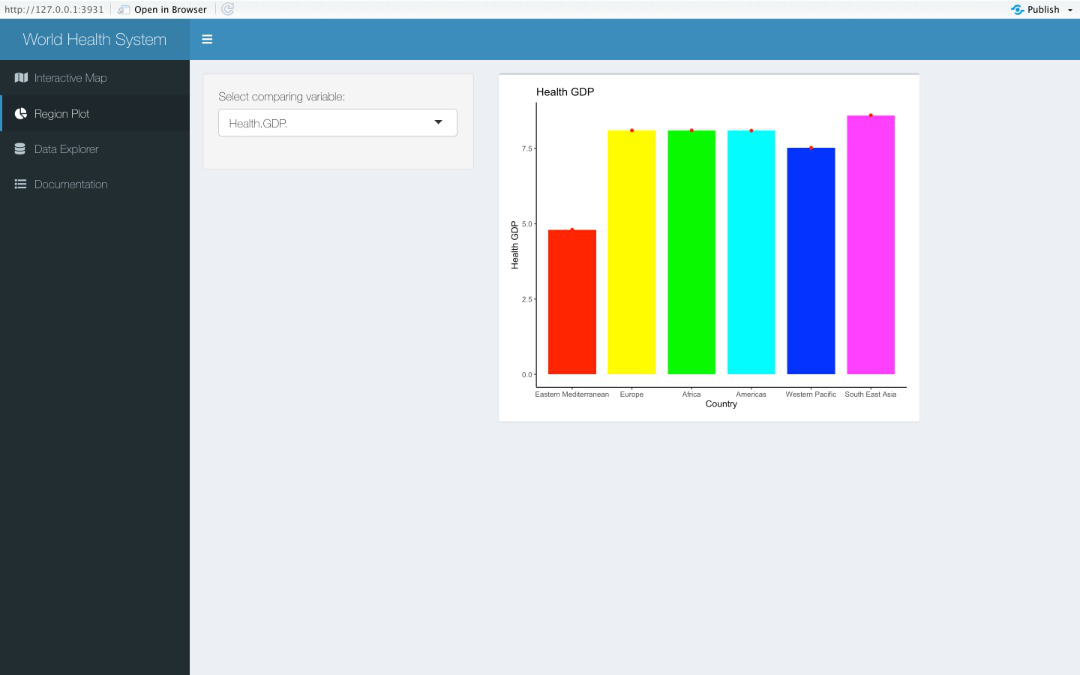 http://127.0.0.1:3931 Open in Browser Publish
World Health System
Interactive Map
Region Plot
Data Explorer
Documentation
Select comparing variable:
Health.GDP.
Health GDP
Health GDP
7.5
5.0
2.5
0.0
Eastern Mediterranean Europe Africa Americas Western Pacific South East Asia
Country